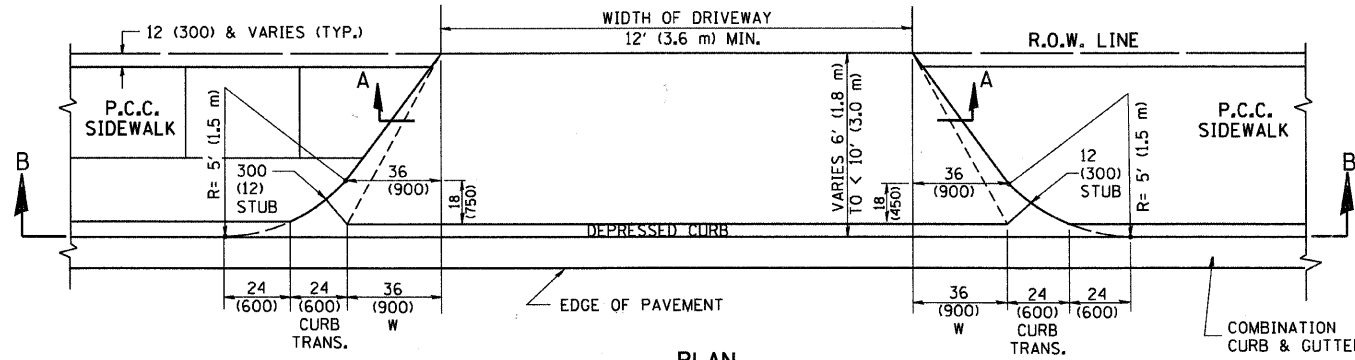 12 (300) & VARIES (TYP.)
WIDTH OF DRIVEWAY
12' (3.6 m) MIN.
R.O.W. LINE
A
A
P.C.C.
SIDEWALK
P.C.C.
SIDEWALK
R= 5' (1.5 m)
VARIES 6' (1.8 m)
TO < 10' (3.0 m)
R= 5' (1.5 m)
B
B
300
(12)
STUB
36
(900)
18
(750)
36
(900)
18
(450)
12
(300)
STUB
DEPRESSED CURB
24
(600)
24
(600)
CURB
TRANS.
36
(900)
W
EDGE OF PAVEMENT
36
(900)
W
24
(600)
CURB
TRANS.
24
(600)
COMBINATION
CURB & GUTTE
PLAN